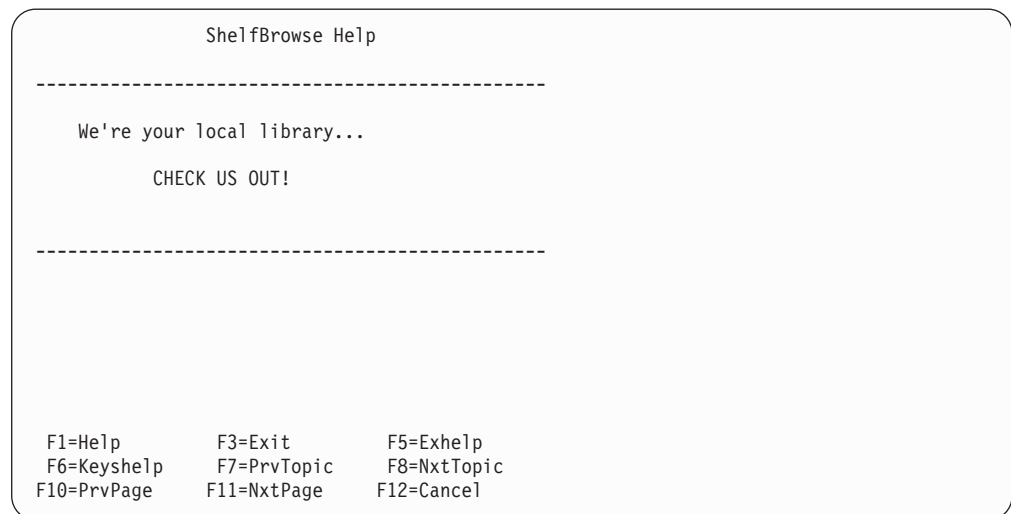 ShelfBrowse Help
------------------------------------------------
We're your local library...
CHECK US OUT!
------------------------------------------------
F1=Help F3=Exit F5=Exhelp
F6=Keyshelp F7=PrvTopic F8=NxtTopic
F10=PrvPage F11=NxtPage F12=Cancel